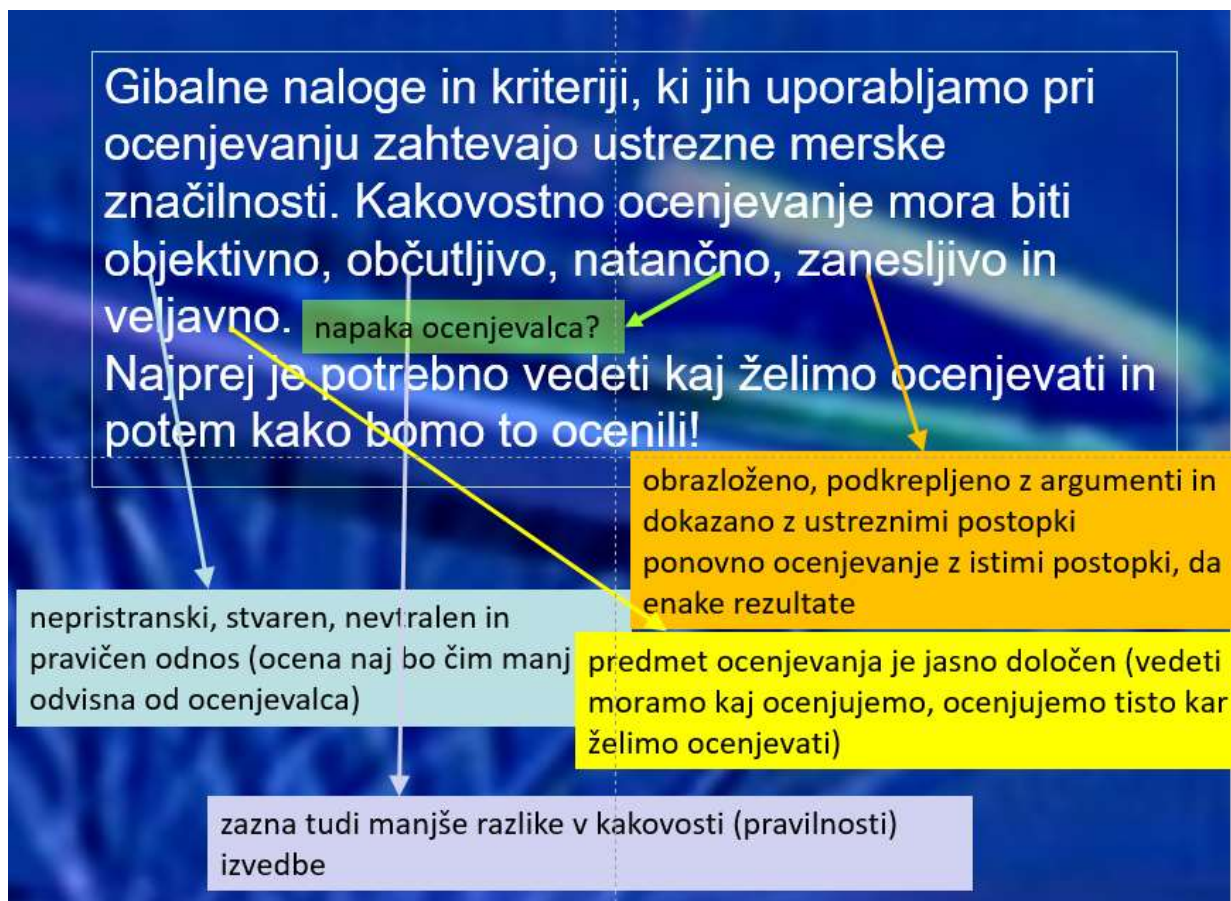 Gibalne naloge in kriteriji, ki jih uporabljamo pri
ocenjevanju zahtevajo ustrezne merske
značilnosti. Kakovostno ocenjevanje mora biti
objektivno, občutljivo, natančno, zanesljivo in
veljavno.
napaka ocenjevalca?
Najprej je potrebno vedeti kaj želimo ocenjevati in
potem kako bomo to ocenili!
obrazloženo, podkrepljeno z argumenti in
dokazano z ustreznimi postopki
ponovno ocenjevanje z istimi postopki, da
enake rezultate
nepristranski, stvaren, nevtralen in
pravičen odnos (ocena naj bo čim manj
odvisna od ocenjevalca)
predmet ocenjevanja je jasno določen (vedeti
moramo kaj ocenjujemo, ocenjujemo tisto kar
želimo ocenjevati)
zazna tudi manjše razlike v kakovosti (pravilnosti)
izvedbe